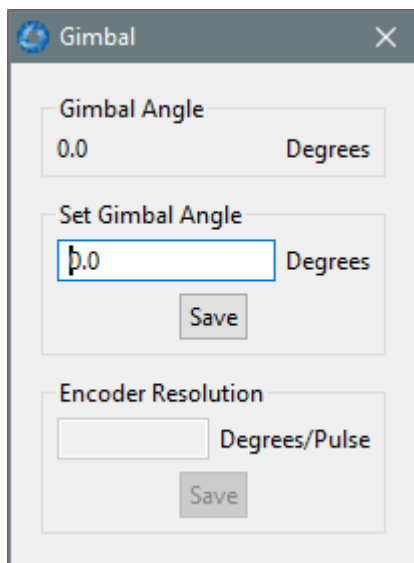 Gimbal
Gimbal Angle
0.0 Degrees
Set Gimbal Angle
0.0 Degrees
Save
Encoder Resolution
Degrees/Pulse
Save